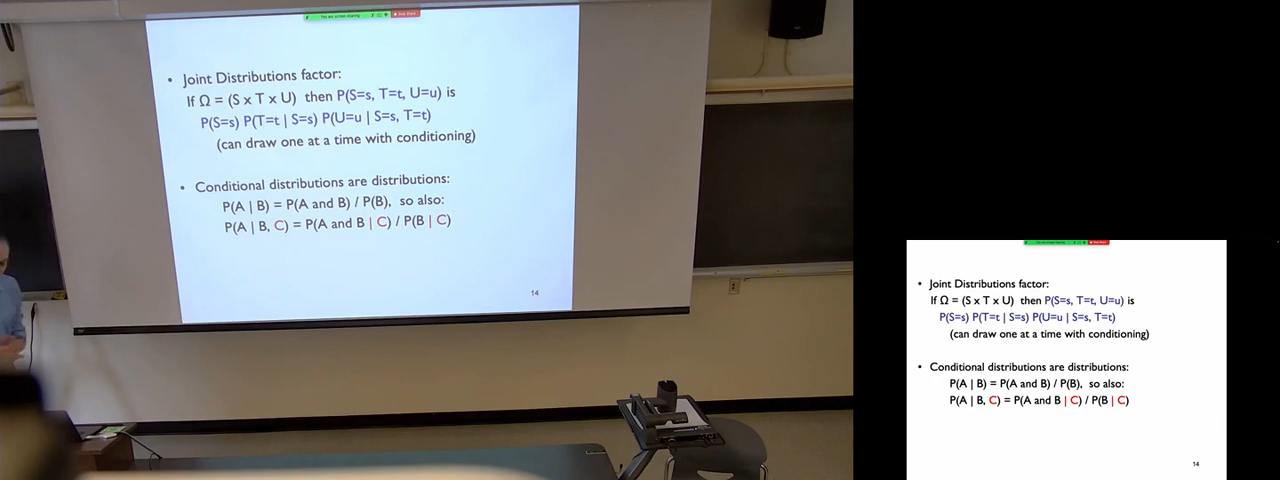 • Joint Distributions factor:
If Ω = (S x T x U) then P(S=s, T=t, U=u) is
P(S=s) P(T=t | S=s) P(U=u | S=s, T=t)
(can draw one at a time with conditioning)
• Conditional distributions are distributions:
P(A | B) = P(A and B) / P(B), so also:
P(A | B, C) = P(A and B | C) / P(B | C)
14
• Joint Distributions factor:
If Ω = (S x T x U) then P(S=s, T=t, U=u) is
P(S=s) P(T=t | S=s) P(U=u | S=s, T=t)
(can draw one at a time with conditioning)
• Conditional distributions are distributions:
P(A | B) = P(A and B) / P(B), so also:
P(A | B, C) = P(A and B | C) / P(B | C)
14